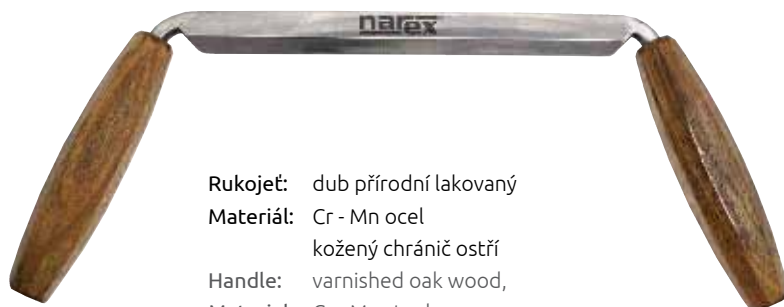 narex
Rukojeť: dub přírodní lakovaný
Materiál: Cr - Mn ocel
kožený chránič ostří
Handle: varnished oak wood,